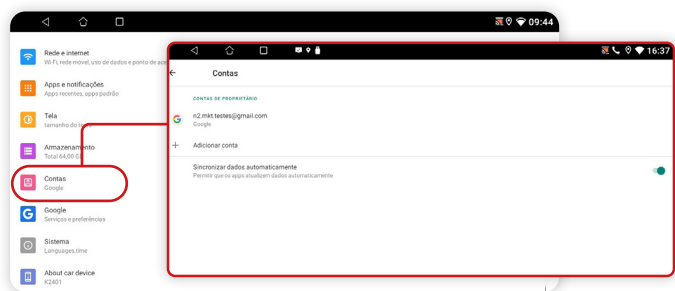 09:44
Rede e internet
Wi Fi, rede móvel, uso de dados e ponto de ace
Apps e notificações
Apps recentes, apps padrão
Tela
tamanho do
Armazenamento
Total 64,00 G
Contas
Google
Google
Serviços e preferências
Sistema
Languages,time
About car device
K2401
16:37
Contas
CONTAS DE PROPRIETÁRIO
n2.mkt.testes@gmail.com
Google
Adicionar conta
Sincronizar dados automaticamente
Permitir que os apps atualizem dados automaticamente